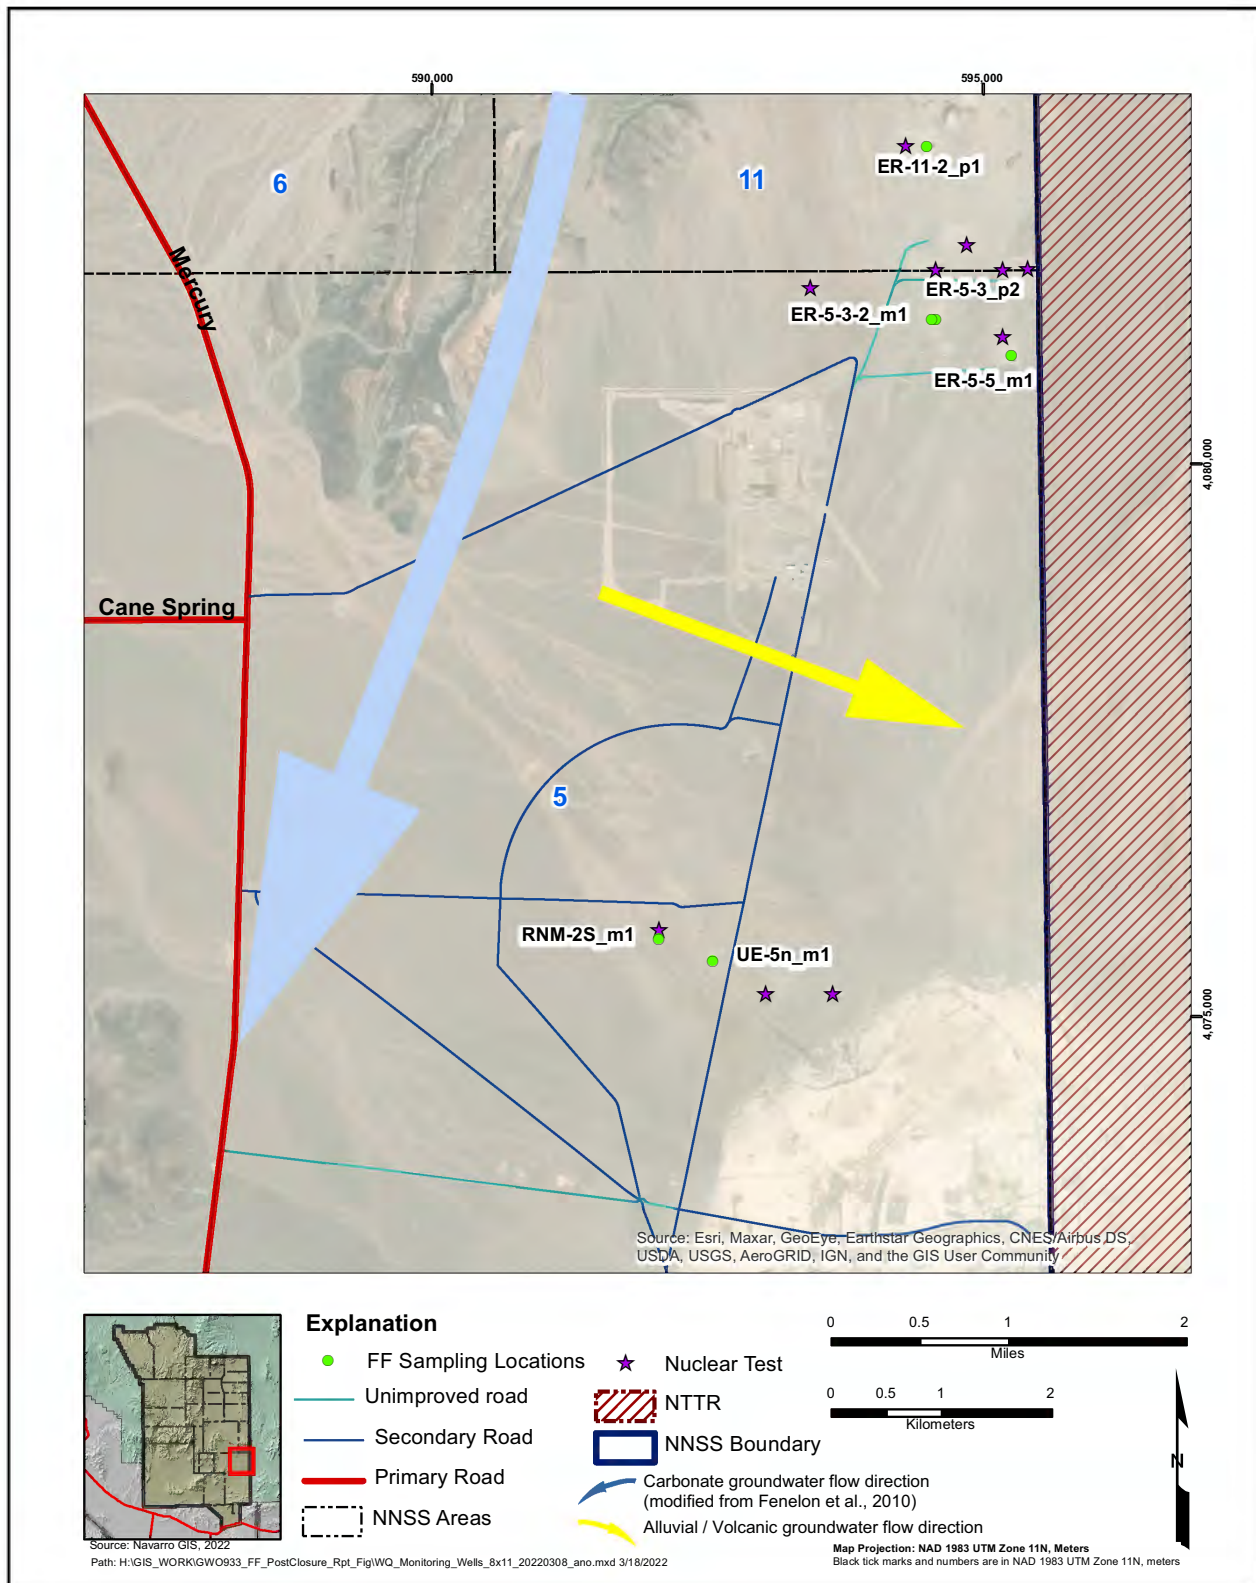 590,000
595,000
6
11
ER-11-2_p1
Mercury
ER-5-3_p2
ER-5-3-2_m1
ER-5-5_m1
4,080,000
Cane Spring
5
RNM-2S_m1
UE-5n_m1
4,075,000
Source: Esri, Maxar, GeoEye, Earthstar Geographics, CNES/Airbus DS,
USDA, USGS, AeroGRID, IGN, and the GIS User Community
Explanation
FF Sampling Locations
Nuclear Test
Unimproved road
NTTR
Secondary Road
NNSS Boundary
Primary Road
Carbonate groundwater flow direction
(modified from Fenelon et al., 2010)
NNSS Areas
Alluvial / Volcanic groundwater flow direction
0 0.5 1 2
Miles
0 0.5 1 2
Kilometers
N
Source: Navarro GIS, 2022
Path: H:\GIS_WORK\GWO933_FF_PostClosure_Rpt_Fig\WQ_Monitoring_Wells_8x11_20220308_ano.mxd 3/18/2022
Map Projection: NAD 1983 UTM Zone 11N, Meters
Black tick marks and numbers are in NAD 1983 UTM Zone 11N, meters